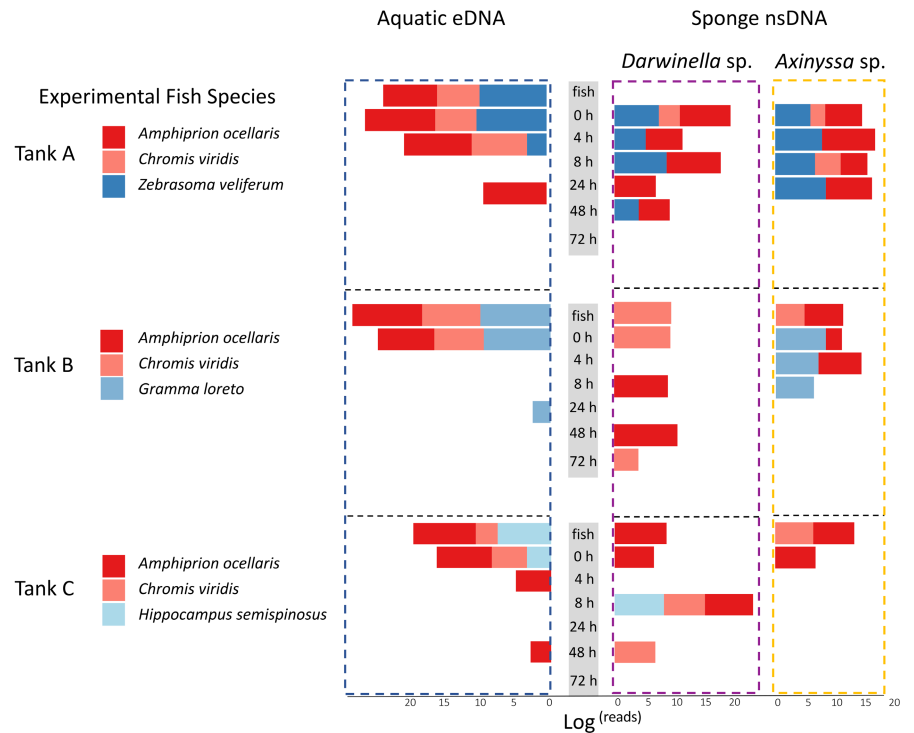 Aquatic eDNA
Sponge nsDNA
Darwinella sp.
Axinyssa sp.
Experimental Fish Species
Tank A
Amphiprion ocellaris
Chromis viridis
Zebrasoma veliferum
fish
0 h
4 h
8 h
24 h
48 h
72 h
Tank B
Amphiprion ocellaris
Chromis viridis
Gramma loreto
fish
0 h
4 h
8 h
24 h
48 h
72 h
Tank C
Amphiprion ocellaris
Chromis viridis
Hippocampus semispinosus
fish
0 h
4 h
8 h
24 h
48 h
72 h
20 15 10 5 0
0 5 10 15 20
0 5 10 15 20
Log (reads)